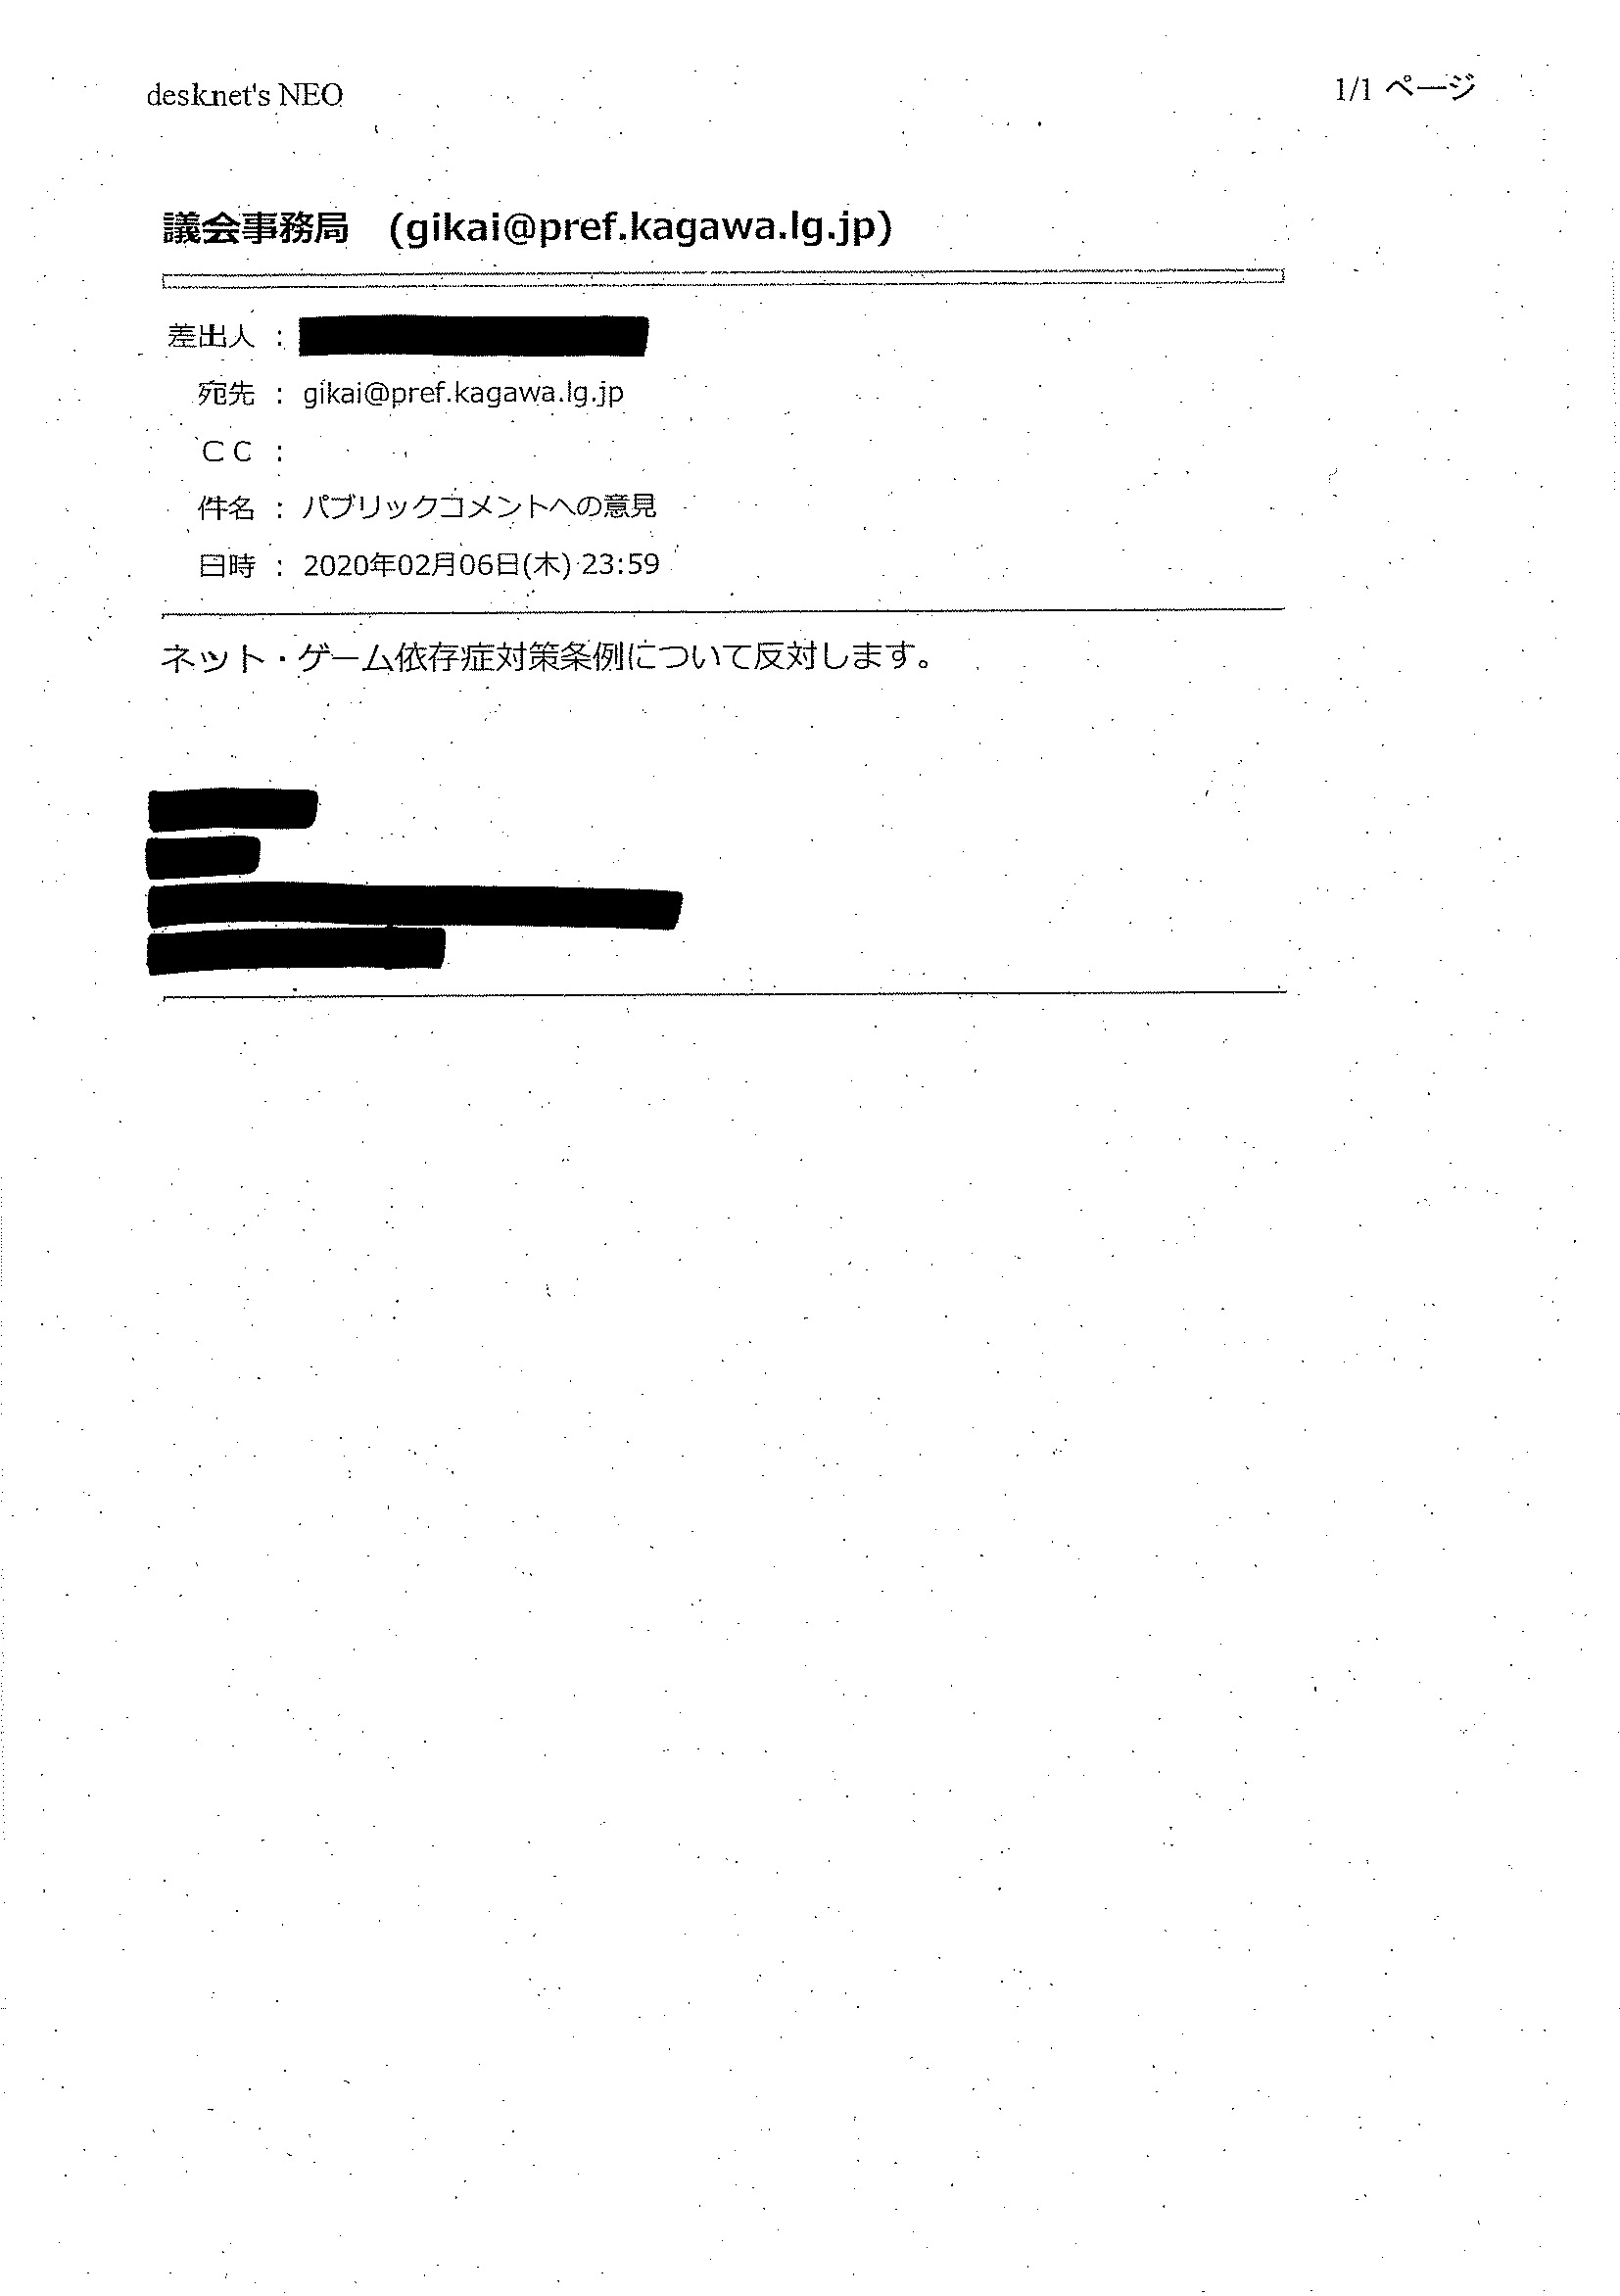 desknet's NEO
1/1 ページ
議会事務局　(gikai@pref.kagawa.lg.jp)
差出人 :
宛先 : gikai@pref.kagawa.lg.jp
ＣＣ :
件名 : パブリックコメントへの意見
日時 : 2020年02月06日(木) 23:59
ネット・ゲーム依存症対策条例について反対します。